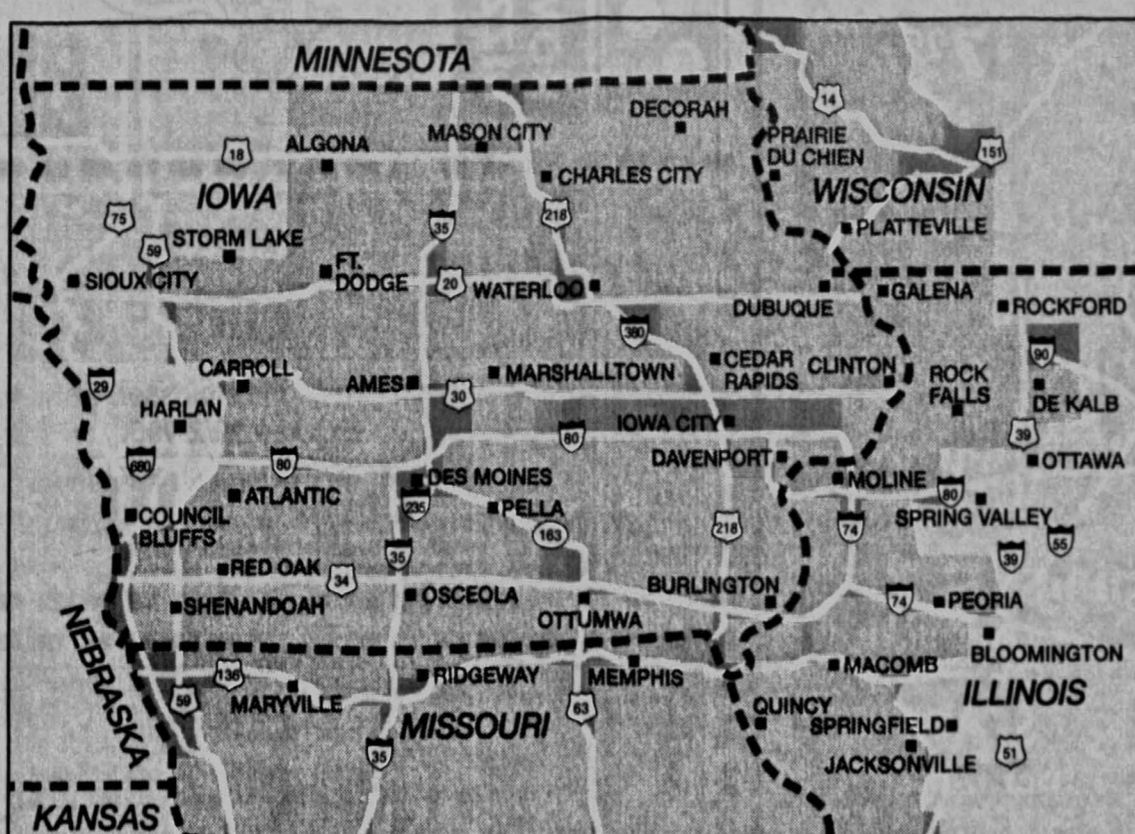 MINNESOTA
DECORAH
14
MASON CITY
ALGONA
PRAIRIE
DU CHIEN
151
18
CHARLES CITY
IOWA
WISCONSIN
75
218
35
PLATTEVILLE
59
STORM LAKE
FT.
DODGE
SIOUX CITY
20
WATERLOO
DUBUQUE
GALENA
ROCKFORD
380
90
CARROLL
29
AMES
MARSHALLTOWN
CEDAR
RAPIDS
CLINTON
ROCK
FALLS
30
DE KALB
HARLAN
IOWA CITY
80
39
680
80
DAVENPORT
OTTAWA
DES MOINES
MOLINE
80
ATLANTIC
235
PELLA
SPRING VALLEY
COUNCIL
BLUFFS
163
218
74
55
35
39
RED OAK
34
BURLINGTON
74
PEORIA
SHENANDOAH
OSCEOLA
OTTUMWA
NEBRASKA
BLOOMINGTON
136
RIDGEWAY
MEMPHIS
MACOMB
59
MARYVILLE
63
ILLINOIS
MISSOURI
QUINCY
SPRINGFIELD
35
JACKSONVILLE
51
KANSAS